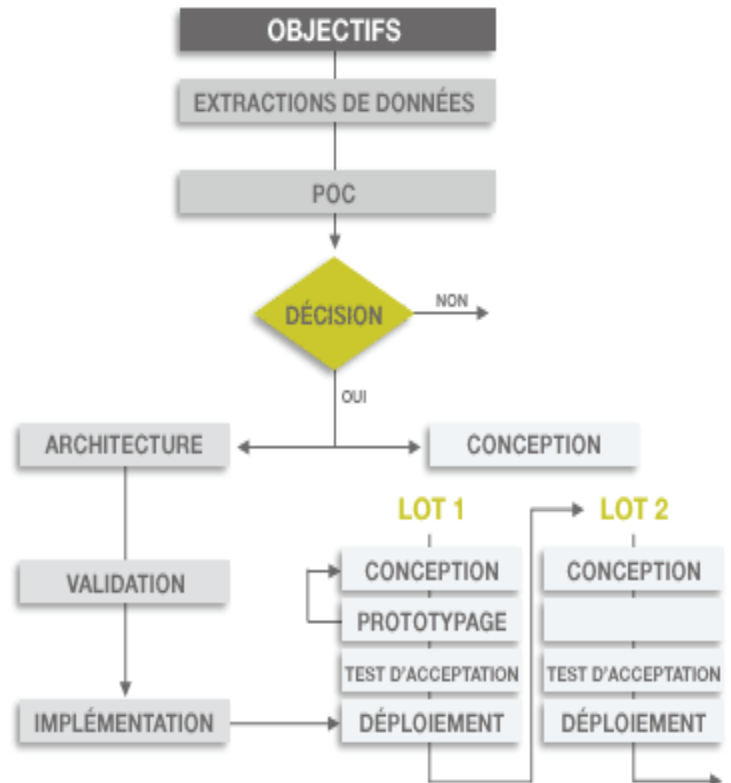 OBJECTIFS
EXTRACTIONS DE DONNÉES
POC
DÉCISION
NON
OUI
ARCHITECTURE
CONCEPTION
LOT 1
LOT 2
CONCEPTION
CONCEPTION
VALIDATION
PROTOTYPAGE
TEST D'ACCEPTATION
TEST D'ACCEPTATION
IMPLÉMENTATION
DÉPLOIEMENT
DÉPLOIEMENT